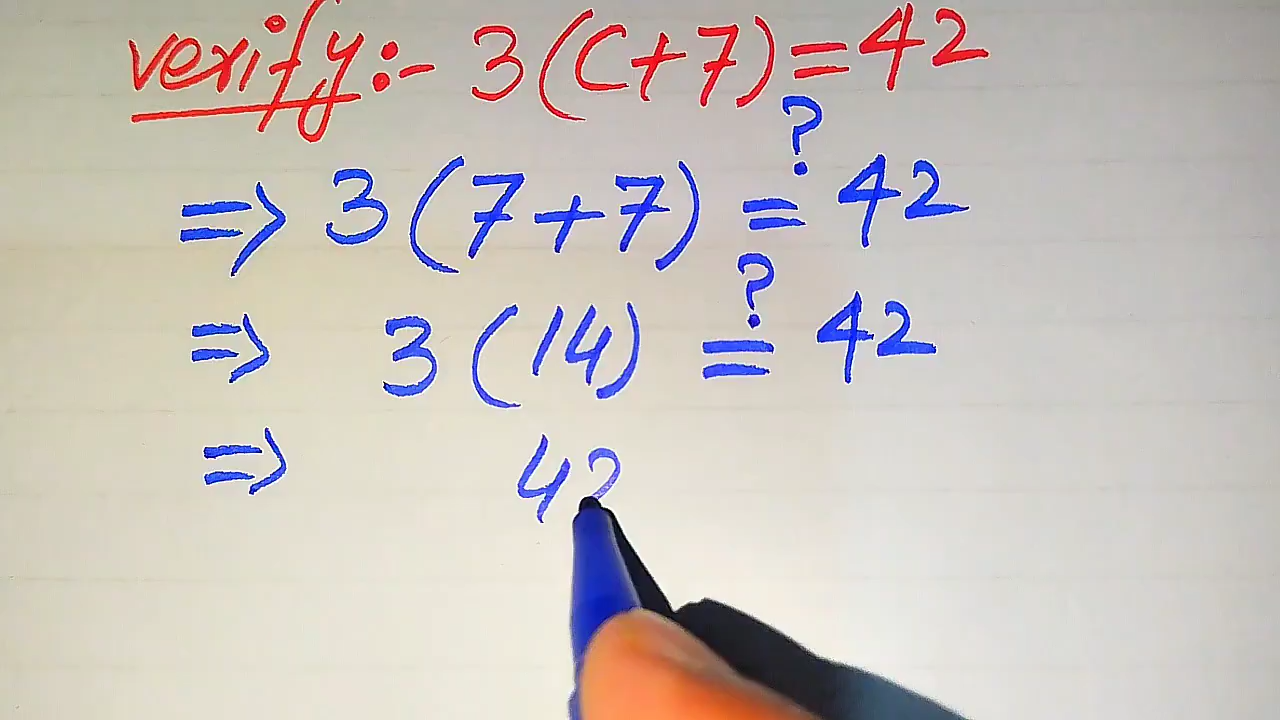 verify:- 3(C+7)=42
=> 3(7+7) ≟ 42
=> 3(14) ≟ 42
=> 42